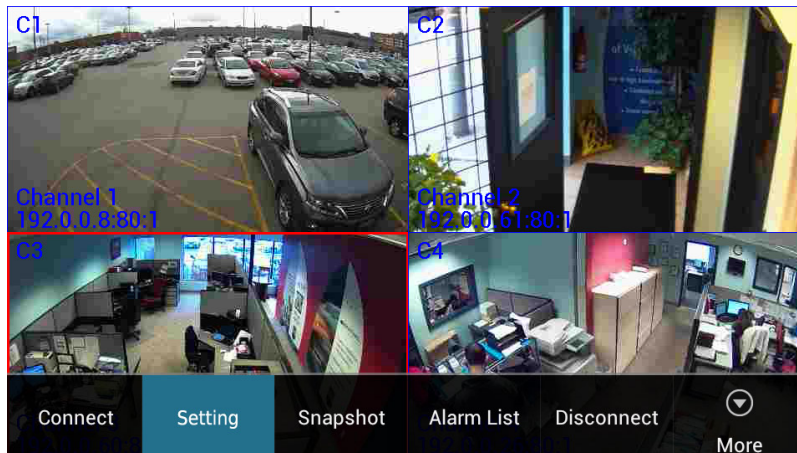 C1
Channel 1
192.0.0.8:80:1
C2
Channel 2
192.0.0.61:80:1
C3
C4
Connect
Setting
Snapshot
Alarm List
Disconnect
More